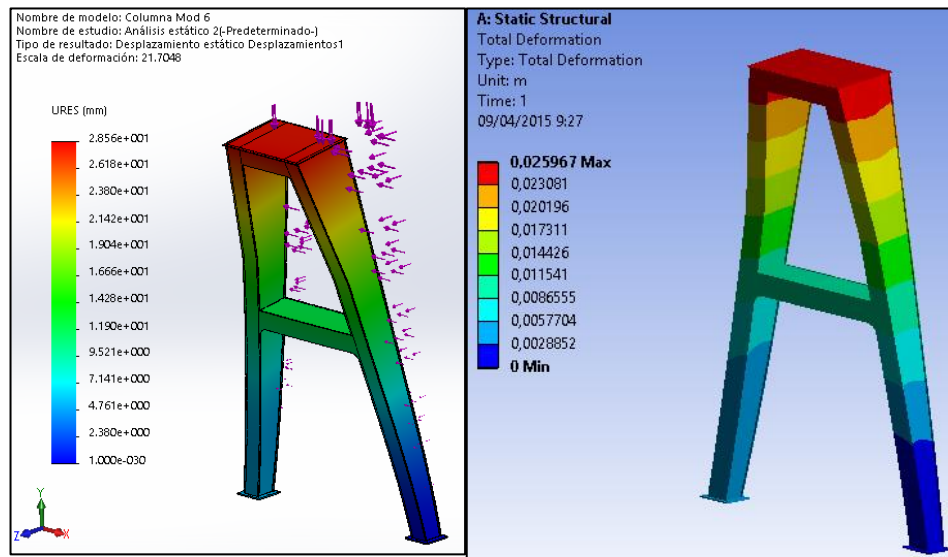 Nombre de modelo: Columna Mod 6
Nombre de estudio: Análisis estático 2(-Predeterminado-)
Tipo de resultado: Desplazamiento estático Desplazamientos1
Escala de deformación: 21.7048
URES (mm)
2.856e+001
2.618e+001
2.380e+001
2.142e+001
1.904e+001
1.666e+001
1.428e+001
1.190e+001
9.521e+000
7.141e+000
4.761e+000
2.380e+000
1.000e-030
Y
Z
X
A: Static Structural
Total Deformation
Type: Total Deformation
Unit: m
Time: 1
09/04/2015 9:27
0,025967 Max
0,023081
0,020196
0,017311
0,014426
0,011541
0,0086555
0,0057704
0,0028852
0 Min